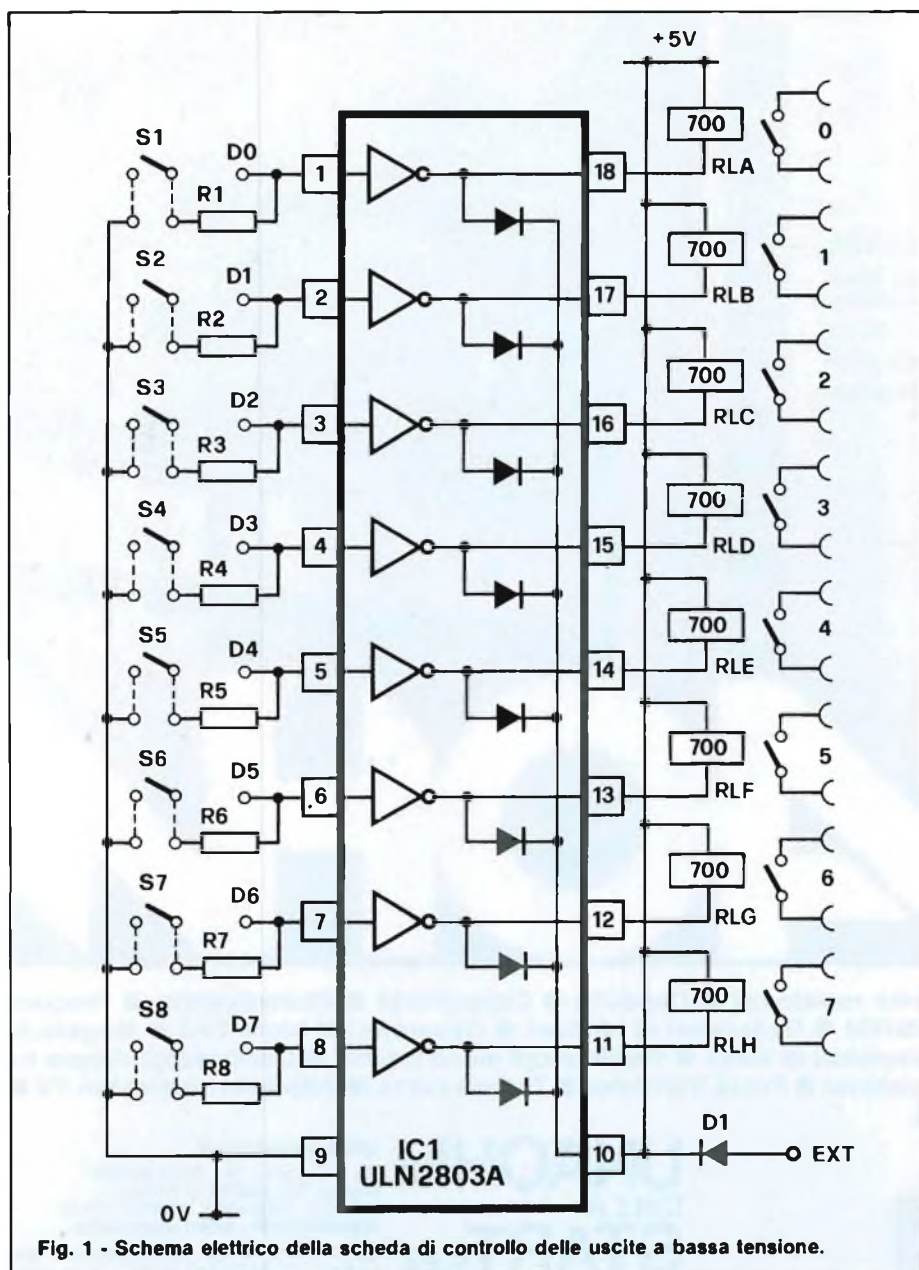 +5V
S1 D0 1 18 700 RLA 0
R1
S2 D1 2 17 700 RLB 1
R2
S3 D2 3 16 700 RLC 2
R3
S4 D3 4 15 700 RLD 3
R4
S5 D4 5 14 700 RLE 4
R5
S6 D5 .6 13 700 RLF 5
R6
S7 D6 7 12 700 RLG 6
R7
S8 D7 8 11 700 RLH 7
R8
9 IC1 10 D1 EXT
ULN2803A
0V
Fig. 1 - Schema elettrico della scheda di controllo delle uscite a bassa tensione.